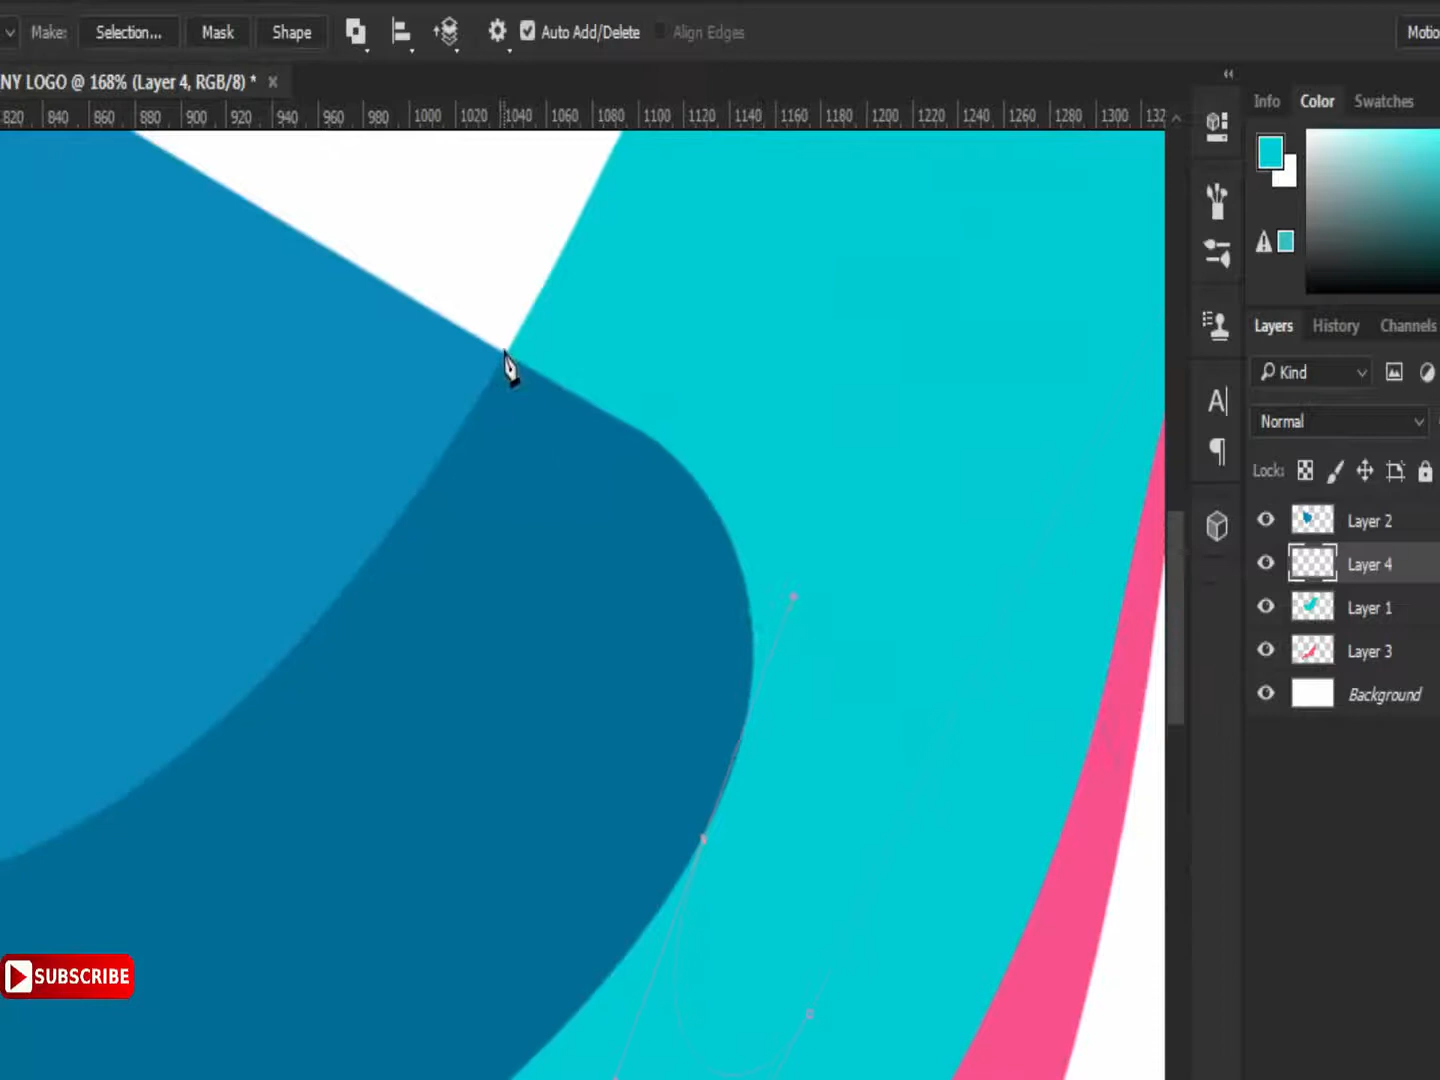 Make: Selection... Mask Shape Auto Add/Delete Align Edges Motio
NY LOGO @ 168% (Layer 4, RGB/8) * ×
820 840 860 880 900 920 940 960 980 1000 1020 1040 1060 1080 1100 1120 1140 1160 1180 1200 1220 1240 1260 1280 1300 132
Info Color Swatches
Layers History Channels
Kind
Normal
Lock:
Layer 2
Layer 4
Layer 1
Layer 3
Background
SUBSCRIBE